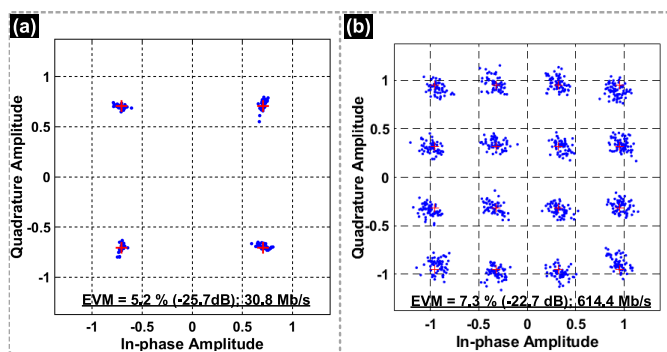 (a)
Quadrature Amplitude
1
0.5
0
-0.5
-1
EVM = 5.2 % (-25.7dB): 30.8 Mb/s
-1 -0.5 0 0.5 1
In-phase Amplitude
(b)
Quadrature Amplitude
1
0.5
0
-0.5
-1
EVM = 7.3 % (-22.7 dB): 614.4 Mb/s
-1 -0.5 0 0.5 1
In-phase Amplitude